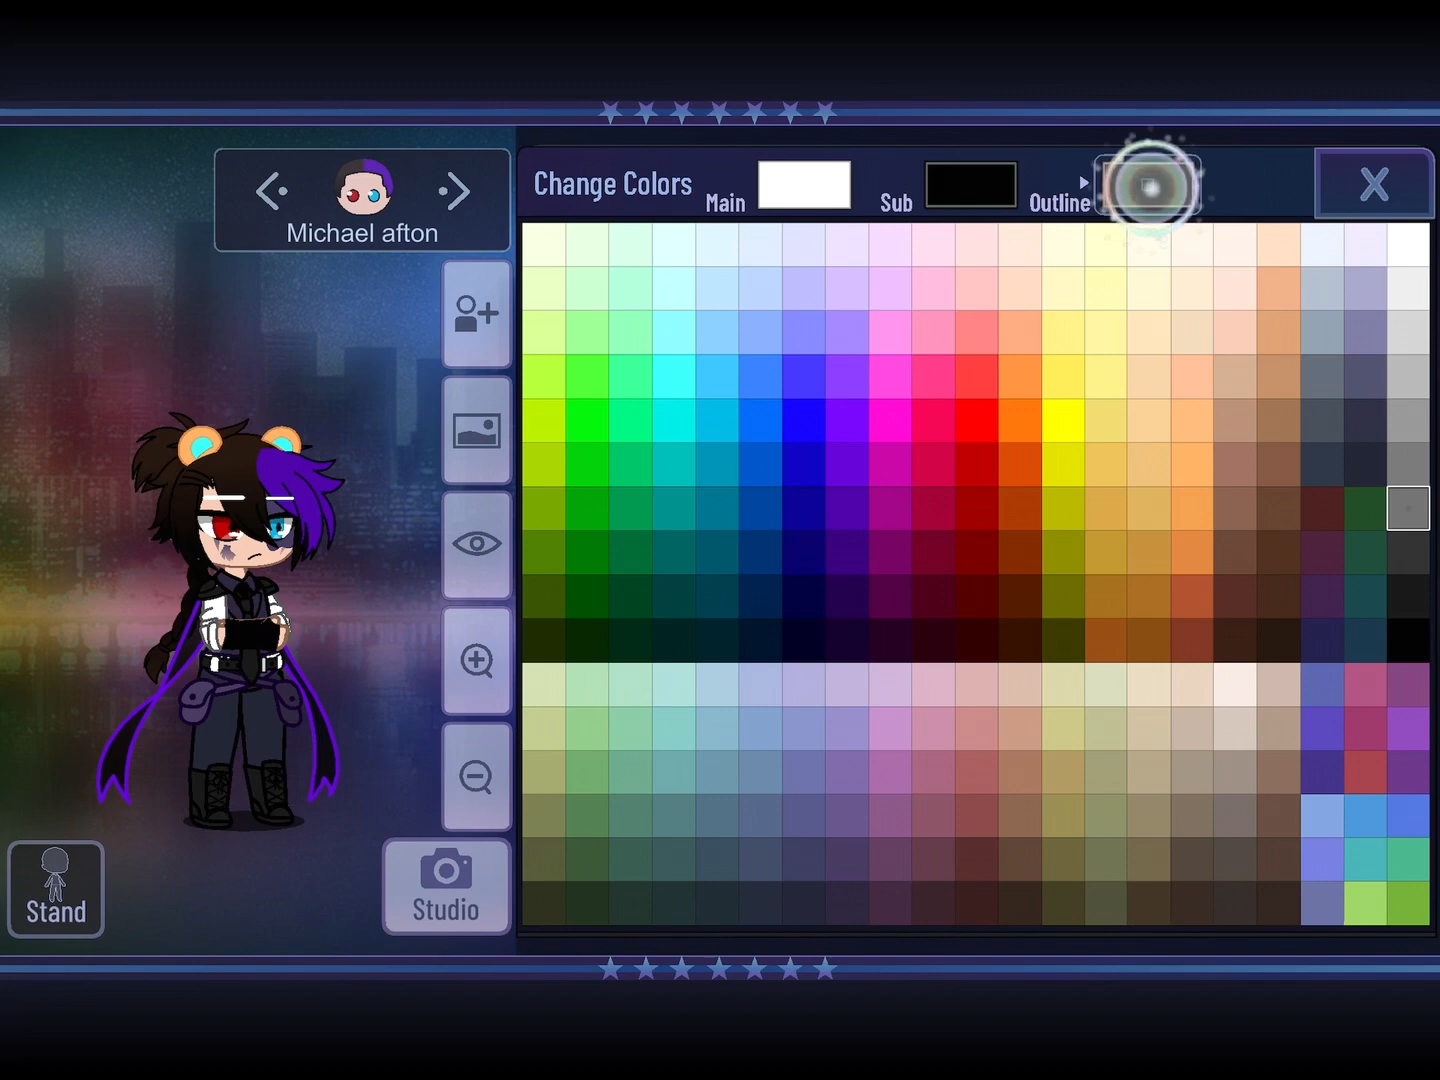 Michael afton
Change Colors
Main
Sub
Outline
X
Stand
Studio